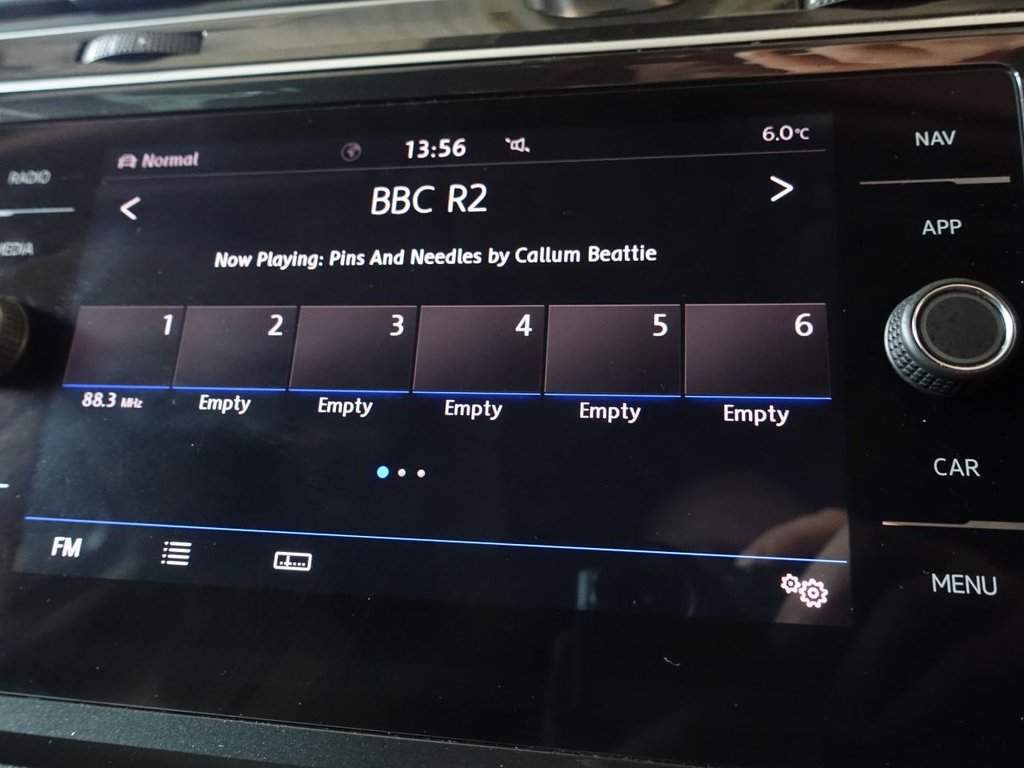 Normal 13:56 6.0°C
< BBC R2 >
Now Playing: Pins And Needles by Callum Beattie
1 2 3 4 5 6
88.3 MHz Empty Empty Empty Empty Empty
FM
RADIO
MEDIA
NAV
APP
CAR
MENU